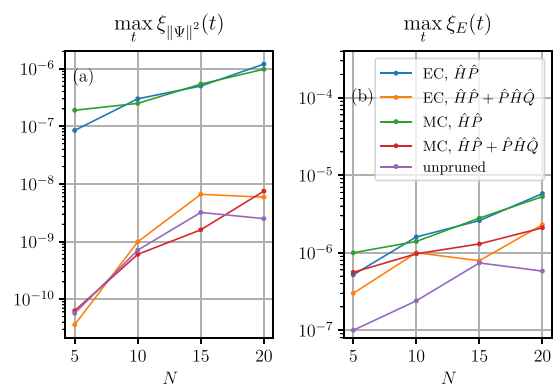 max_t ξ_{‖Ψ‖²}(t)
(a)
10⁻⁶
10⁻⁷
10⁻⁸
10⁻⁹
10⁻¹⁰
5 10 15 20
N
max_t ξ_E(t)
(b)
EC, ĤP̂
EC, ĤP̂ + P̂ĤQ̂
MC, ĤP̂
MC, ĤP̂ + P̂ĤQ̂
unpruned
10⁻⁴
10⁻⁵
10⁻⁶
10⁻⁷
5 10 15 20
N